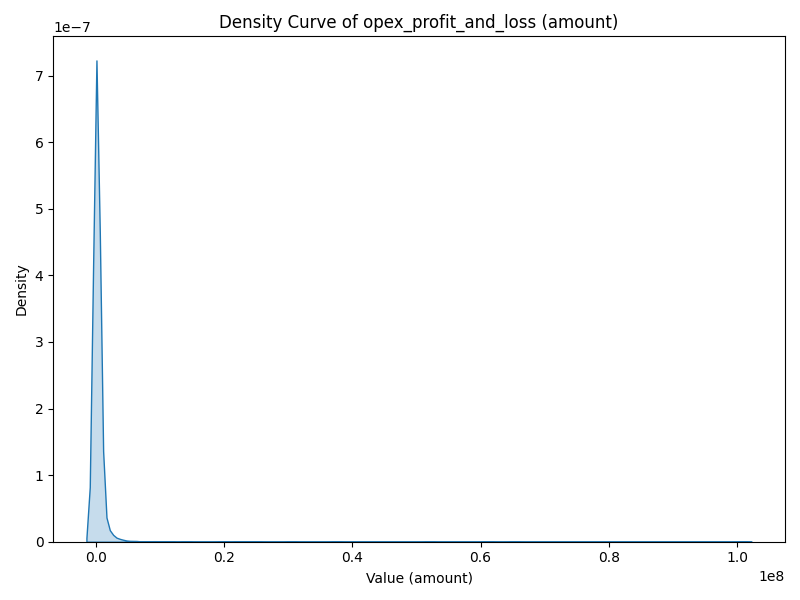 Density Curve of opex_profit_and_loss (amount)
1e−7
7
6
5
4
3
2
1
0
Density
0.0 0.2 0.4 0.6 0.8 1.0
1e8
Value (amount)